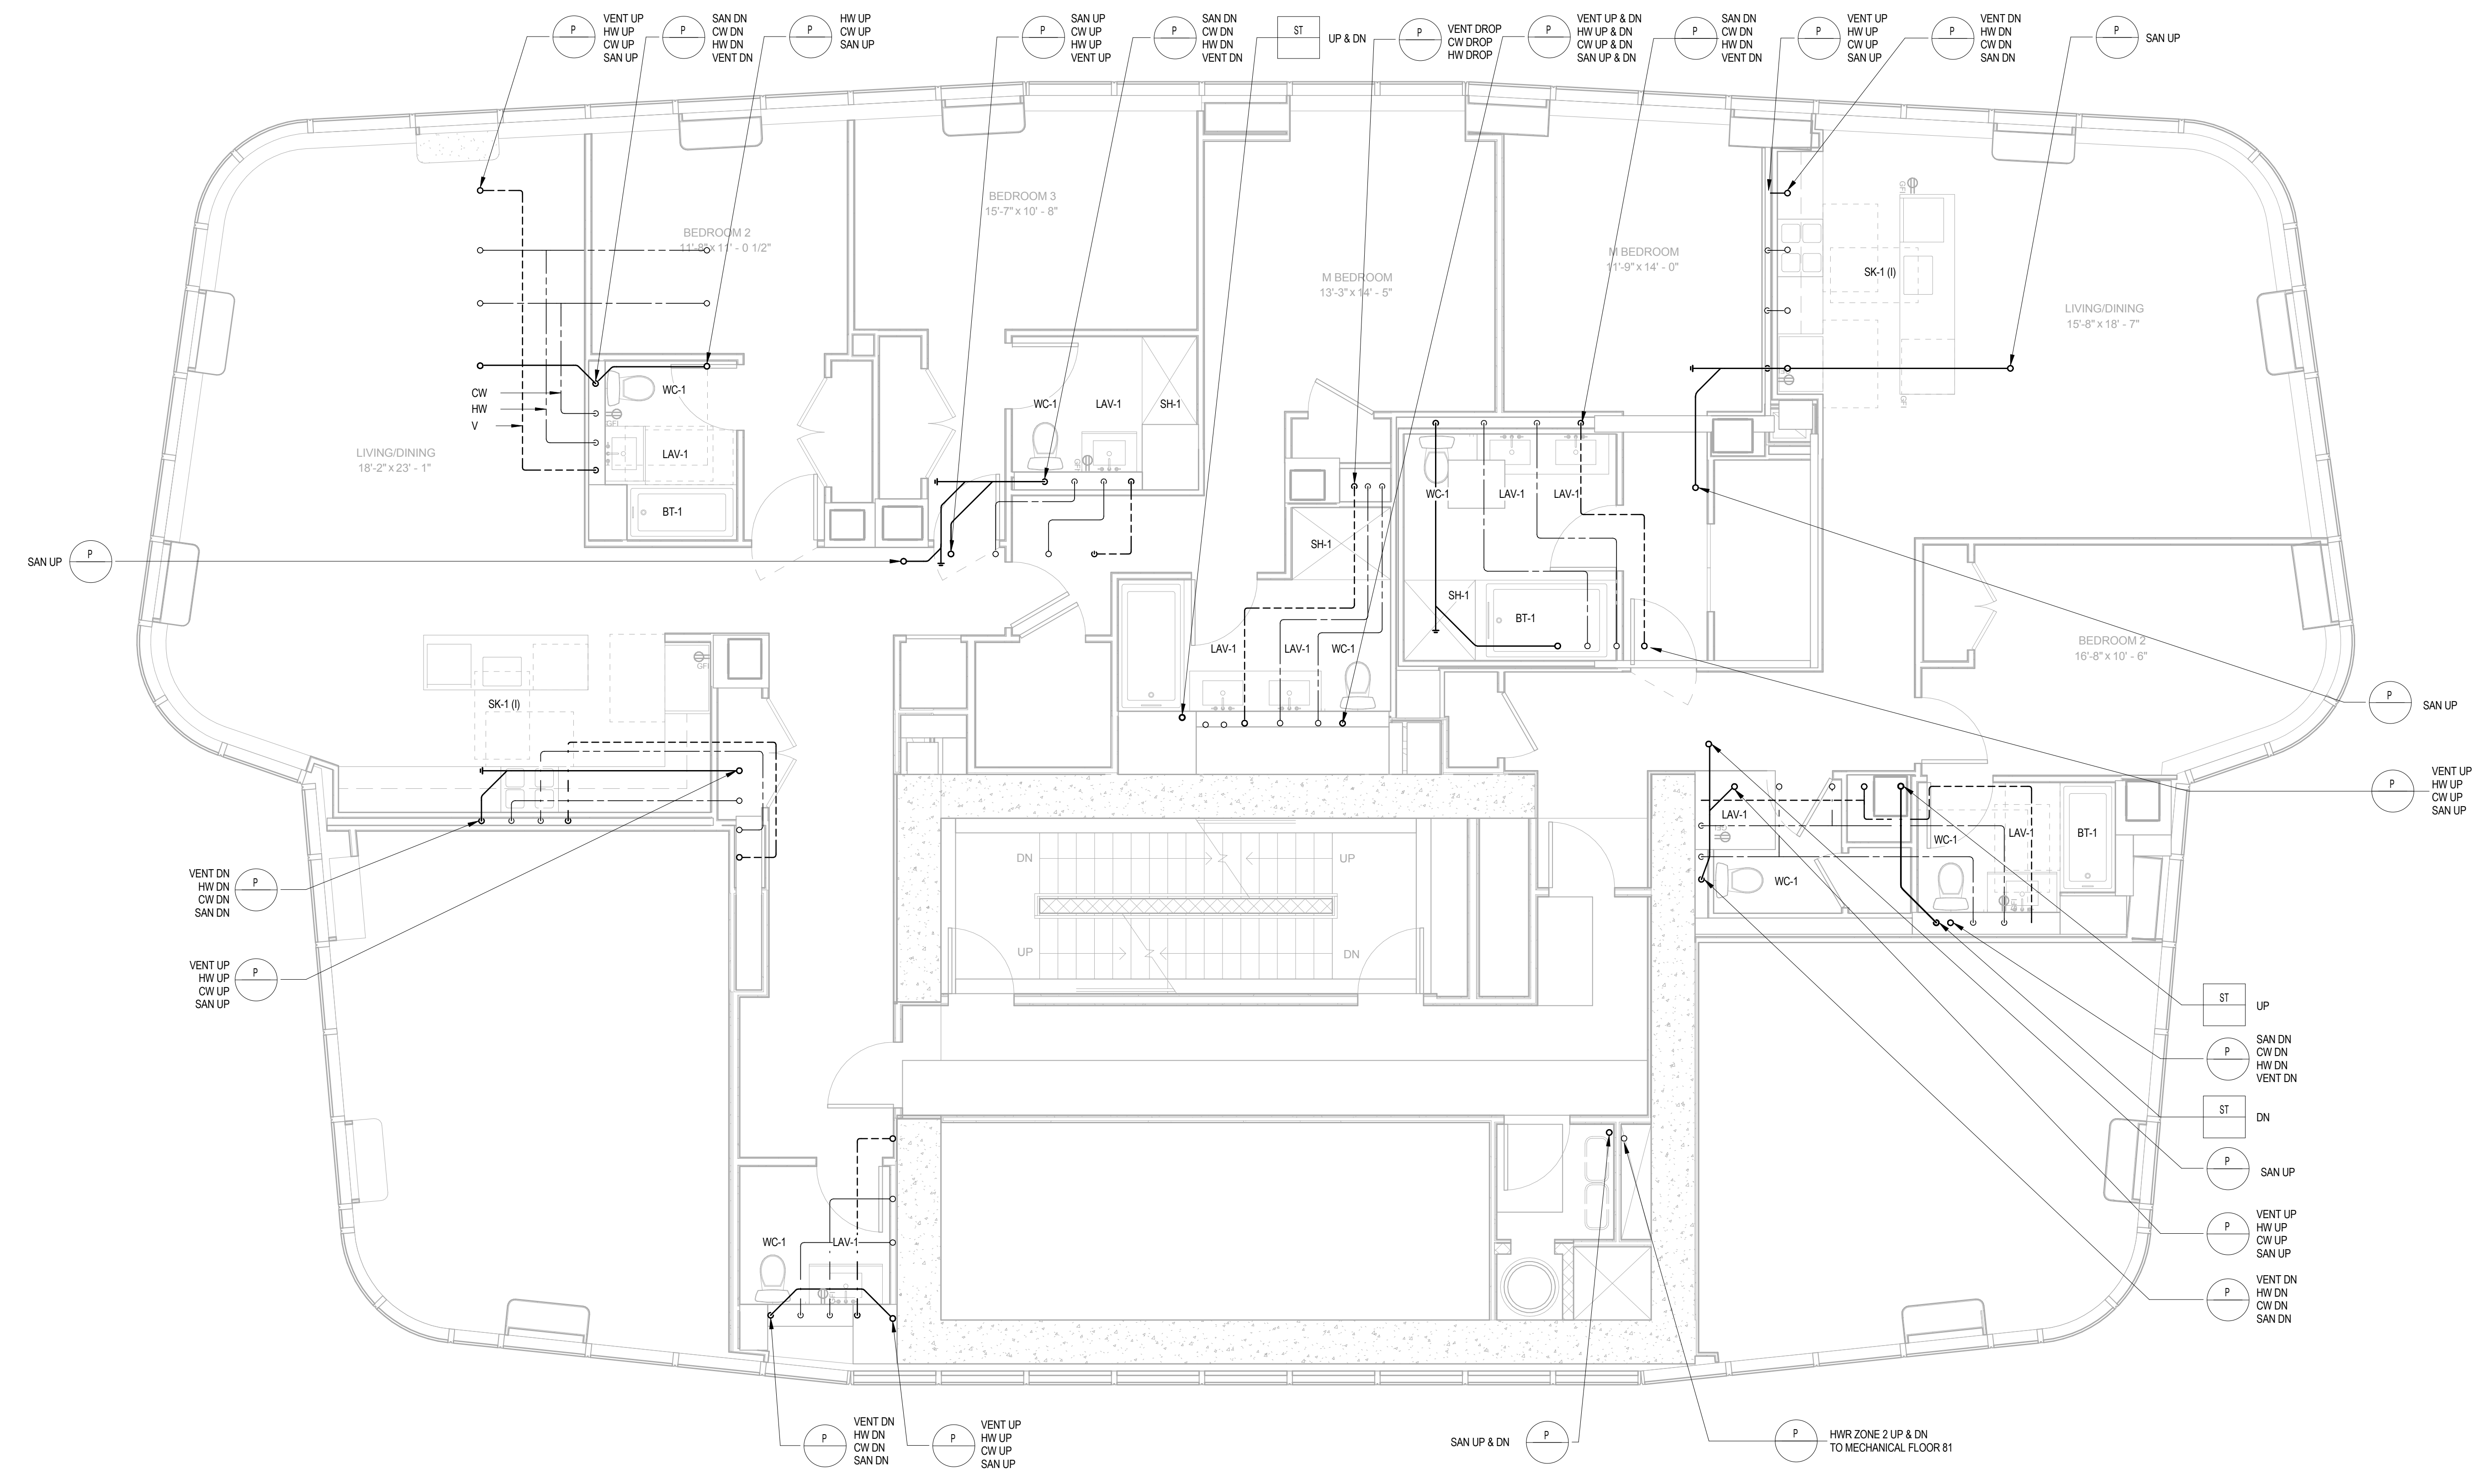 P
VENT UP
HW UP
CW UP
SAN UP
P
SAN DN
CW DN
HW DN
VENT DN
P
HW UP
CW UP
SAN UP
P
SAN UP
CW UP
HW UP
VENT UP
P
SAN DN
CW DN
HW DN
VENT DN
ST
UP & DN
P
VENT DROP
CW DROP
HW DROP
P
VENT UP & DN
HW UP & DN
CW UP & DN
SAN UP & DN
P
SAN DN
CW DN
HW DN
VENT DN
P
VENT UP
HW UP
CW UP
SAN UP
P
VENT DN
HW DN
CW DN
SAN DN
P
SAN UP
BEDROOM 2
11'-8" x 11' - 0 1/2"
BEDROOM 3
15'-7" x 10' - 8"
M BEDROOM
13'-3" x 14' - 5"
M BEDROOM
11'-9" x 14' - 0"
GFI
SK-1 (I)
GFI
LIVING/DINING
15'-8" x 18' - 7"
CW
HW
V
LIVING/DINING
18'-2" x 23' - 1"
WC-1
GFI
LAV-1
BT-1
WC-1
LAV-1
SH-1
GFI
SH-1
WC-1
LAV-1
LAV-1
SH-1
BT-1
LAV-1
LAV-1
WC-1
SAN UP
P
GFI
SK-1 (I)
BEDROOM 2
16'-8" x 10' - 6"
P
SAN UP
P
VENT UP
HW UP
CW UP
SAN UP
LAV-1
GFI
WC-1
WC-1
LAV-1
BT-1
DN
UP
UP
DN
VENT DN
HW DN
CW DN
SAN DN
P
VENT UP
HW UP
CW UP
SAN UP
P
ST
UP
P
SAN DN
CW DN
HW DN
VENT DN
ST
DN
P
SAN UP
P
VENT UP
HW UP
CW UP
SAN UP
P
VENT DN
HW DN
CW DN
SAN DN
WC-1
LAV-1
P
VENT DN
HW DN
CW DN
SAN DN
P
VENT UP
HW UP
CW UP
SAN UP
SAN UP & DN
P
P
HWR ZONE 2 UP & DN
TO MECHANICAL FLOOR 81